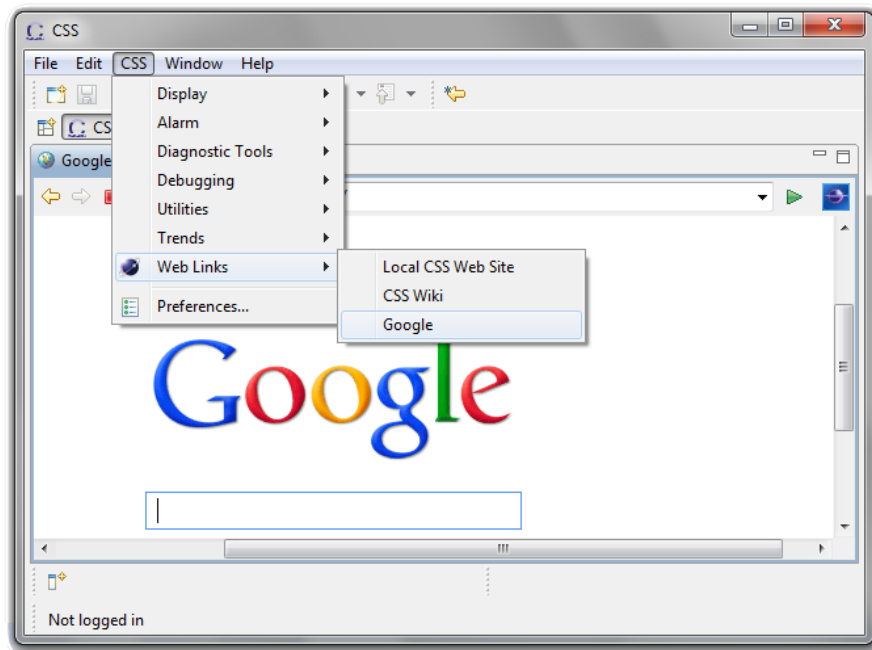 CSS
File Edit CSS Window Help
Display
Alarm
CS
Diagnostic Tools
Google
Debugging
Utilities
Trends
Web Links
Local CSS Web Site
CSS Wiki
Preferences...
Google
Google
Not logged in